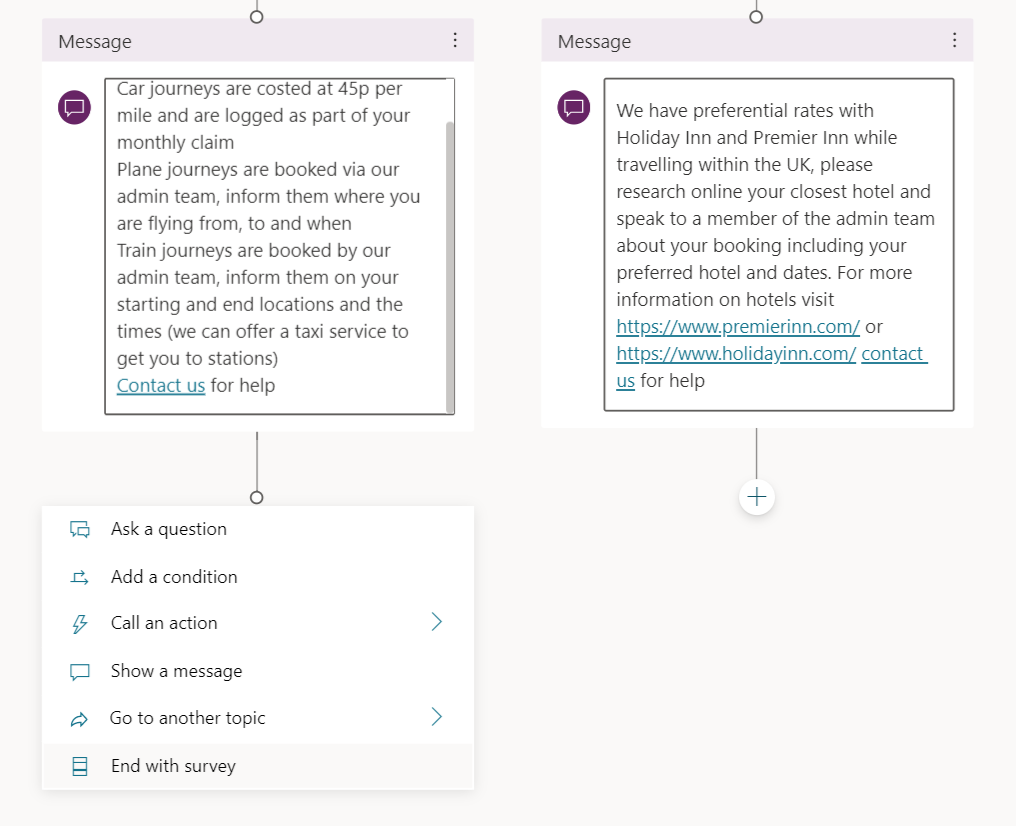 Message
Car journeys are costed at 45p per
mile and are logged as part of your
monthly claim
Plane journeys are booked via our
admin team, inform them where you
are flying from, to and when
Train journeys are booked by our
admin team, inform them on your
starting and end locations and the
times (we can offer a taxi service to
get you to stations)
Contact us for help
Ask a question
Add a condition
Call an action
Show a message
Go to another topic
End with survey
Message
We have preferential rates with
Holiday Inn and Premier Inn while
travelling within the UK, please
research online your closest hotel and
speak to a member of the admin team
about your booking including your
preferred hotel and dates. For more
information on hotels visit
https://www.premierinn.com/ or
https://www.holidayinn.com/ contact
us for help